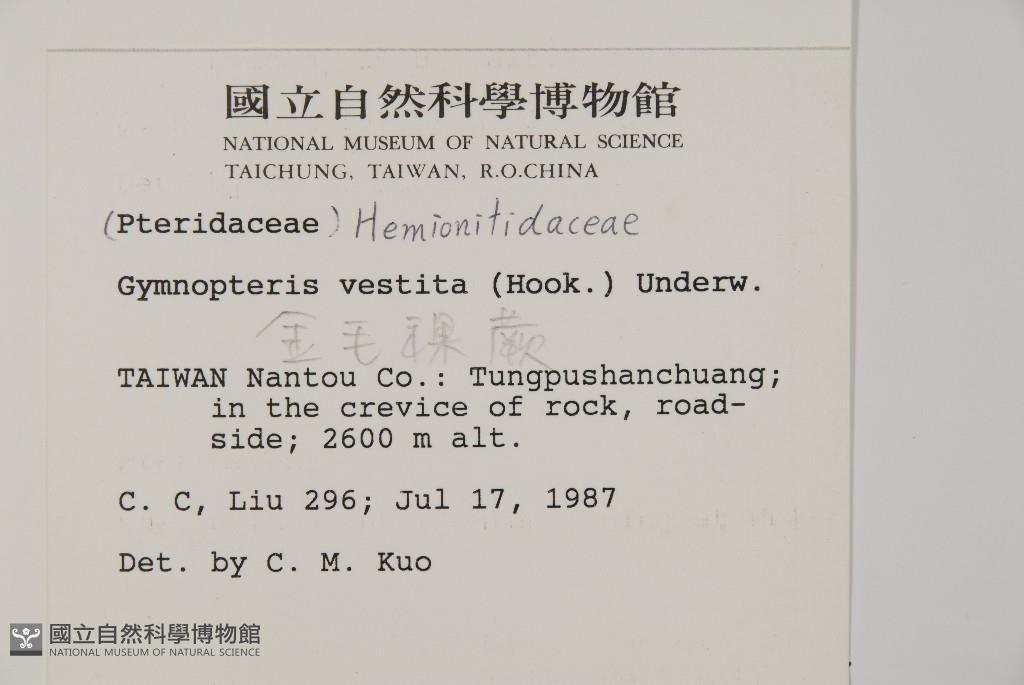 國立自然科學博物館
NATIONAL MUSEUM OF NATURAL SCIENCE
TAICHUNG, TAIWAN, R.O.CHINA
(Pteridaceae) Hemionitidaceae
Gymnopteris vestita (Hook.) Underw.
金毛裸蕨
TAIWAN Nantou Co.: Tungpushanchuang;
in the crevice of rock, road-
side; 2600 m alt.
C. C, Liu 296; Jul 17, 1987
Det. by C. M. Kuo
國立自然科學博物館
NATIONAL MUSEUM OF NATURAL SCIENCE